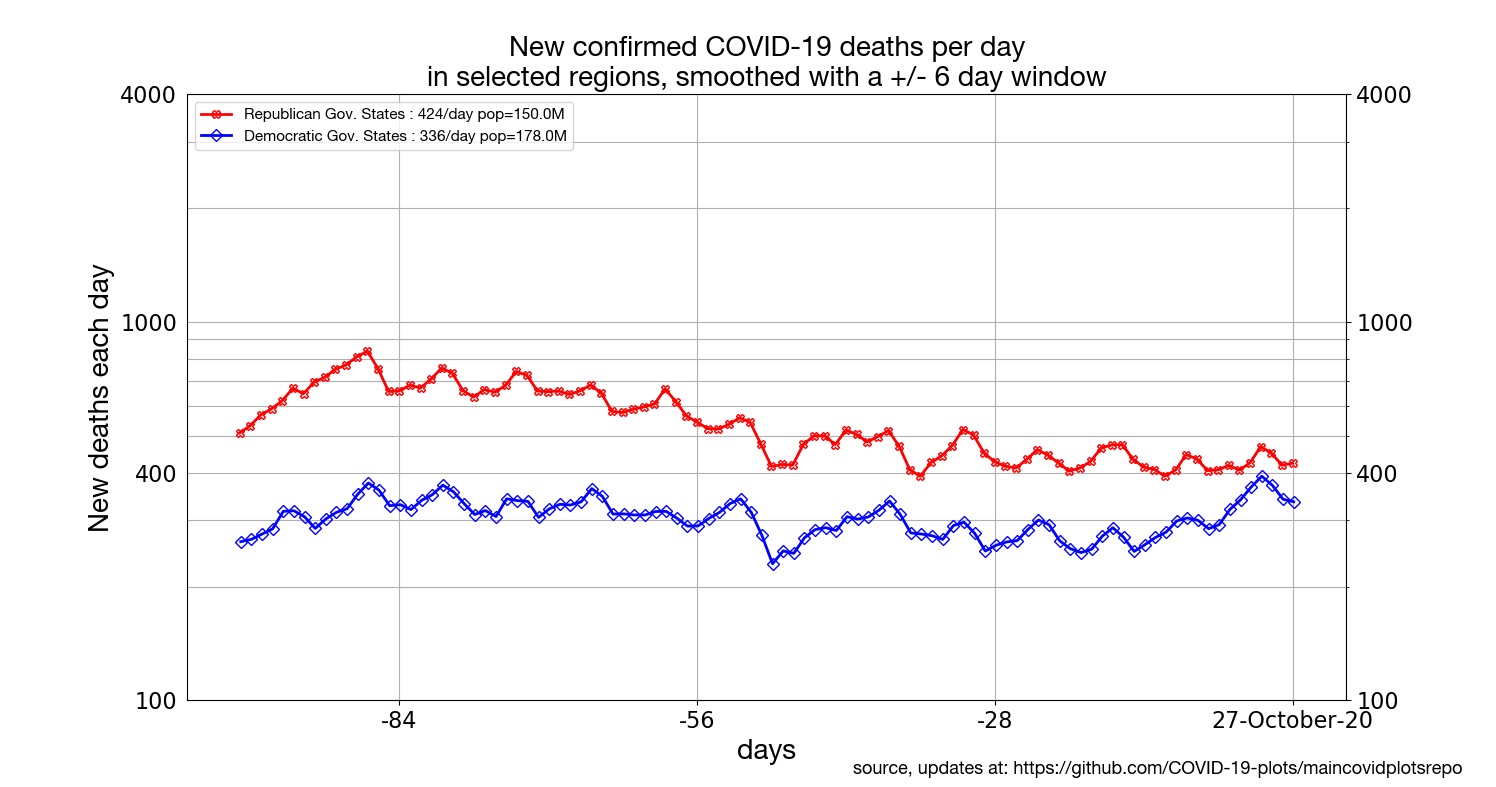 New confirmed COVID-19 deaths per day
in selected regions, smoothed with a +/- 6 day window
4000
4000
Republican Gov. States : 424/day pop=150.0M
Democratic Gov. States : 336/day pop=178.0M
New deaths each day
1000
1000
400
400
100
100
-84
-56
-28
27-October-20
days
source, updates at: https://github.com/COVID-19-plots/maincovidplotsrepo